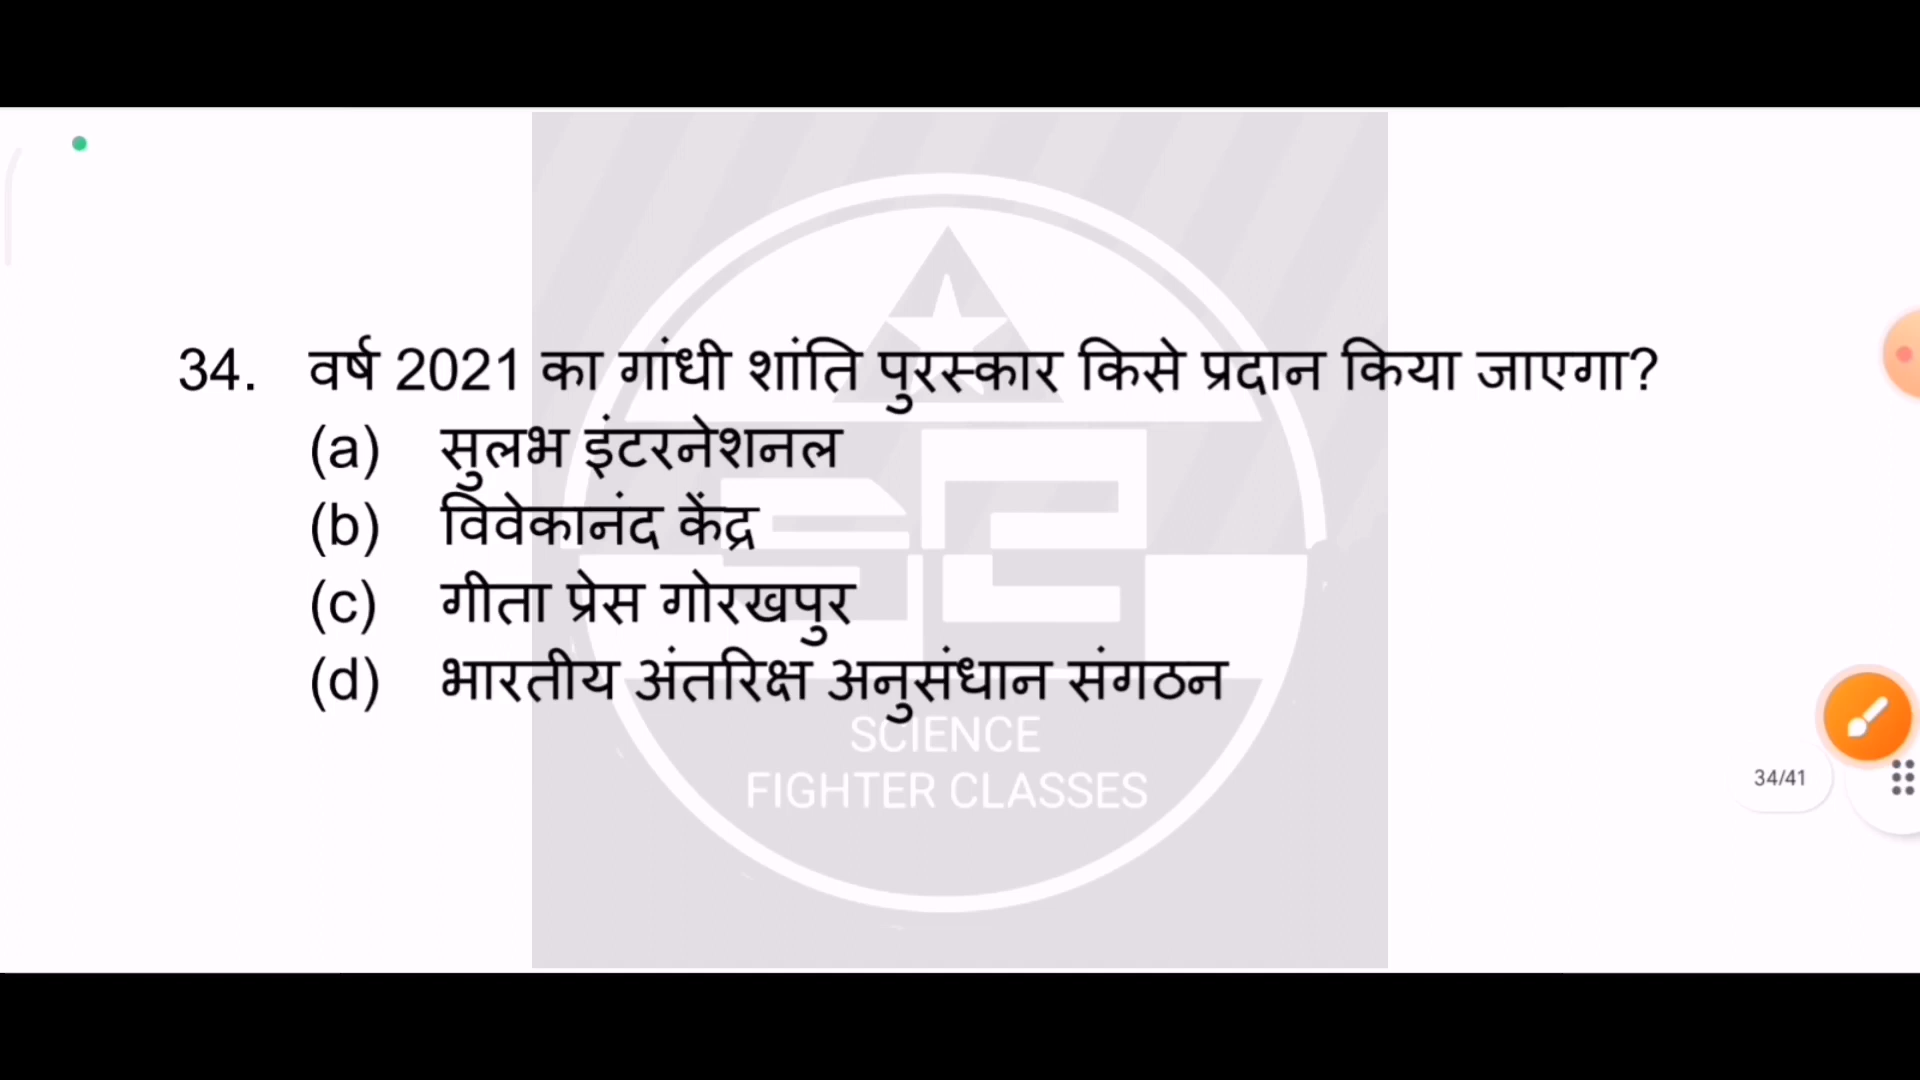 34. वर्ष 2021 का गांधी शांति पुरस्कार किसे प्रदान किया जाएगा?
(a) सुलभ इंटरनेशनल
(b) विवेकानंद केंद्र
(c) गीता प्रेस गोरखपुर
(d) भारतीय अंतरिक्ष अनुसंधान संगठन
SCIENCE
FIGHTER CLASSES
34/41